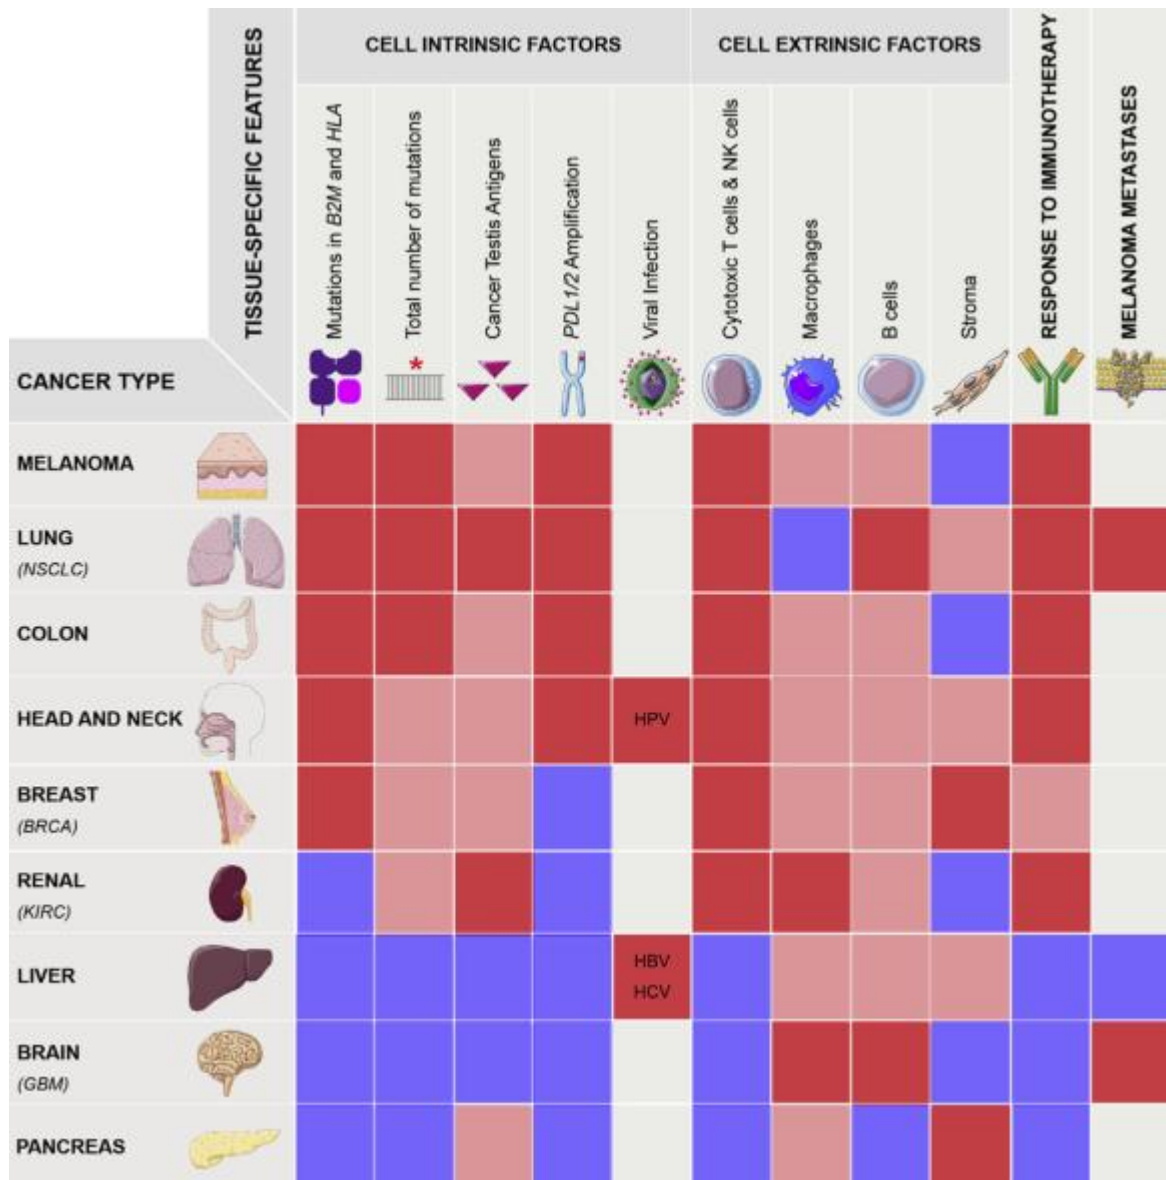 TISSUE-SPECIFIC FEATURES
CELL INTRINSIC FACTORS
CELL EXTRINSIC FACTORS
RESPONSE TO IMMUNOTHERAPY
MELANOMA METASTASES
Mutations in B2M and HLA
Total number of mutations
Cancer Testis Antigens
PDL1/2 Amplification
Viral Infection
Cytotoxic T cells & NK cells
Macrophages
B cells
Stroma
CANCER TYPE
*
MELANOMA
LUNG
(NSCLC)
COLON
HEAD AND NECK
HPV
BREAST
(BRCA)
RENAL
(KIRC)
LIVER
HBV
HCV
BRAIN
(GBM)
PANCREAS